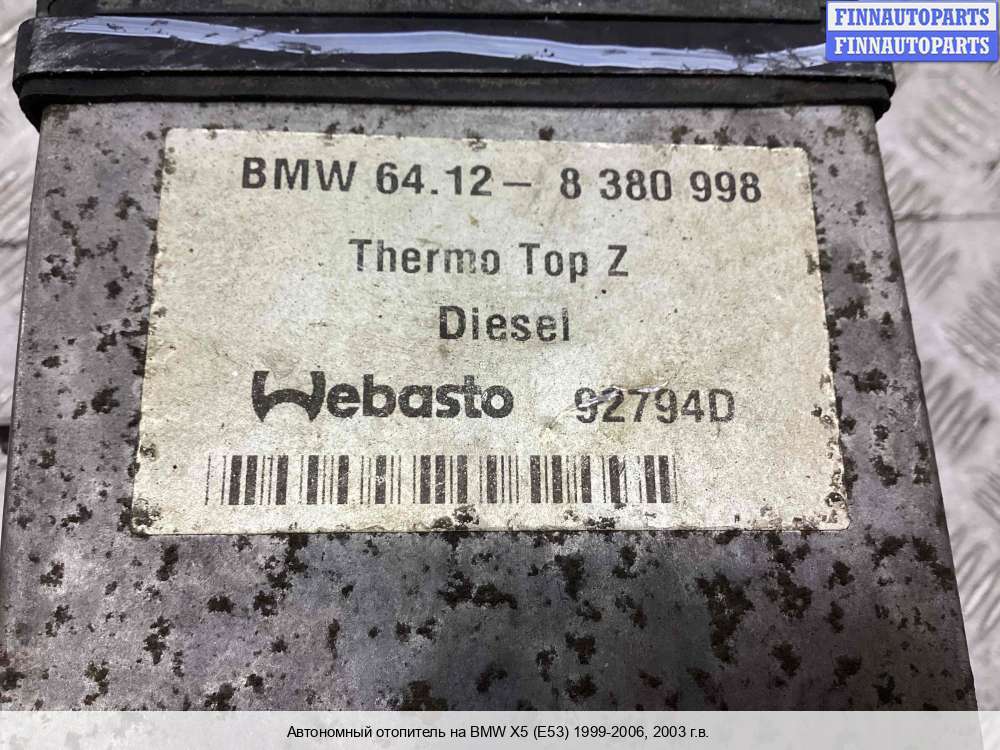 FINNAUTOPARTS
FINNAUTOPARTS
BMW 64.12 – 8 380 998
Thermo Top Z
Diesel
Webasto 92794D
Автономный отопитель на BMW X5 (E53) 1999-2006, 2003 г.в.